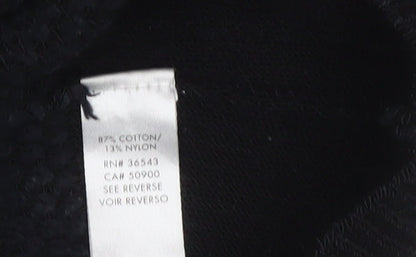 87% COTTON/
13% NYLON
RN# 36543
CA# 50900
SEE REVERSE
VOIR REVERSO